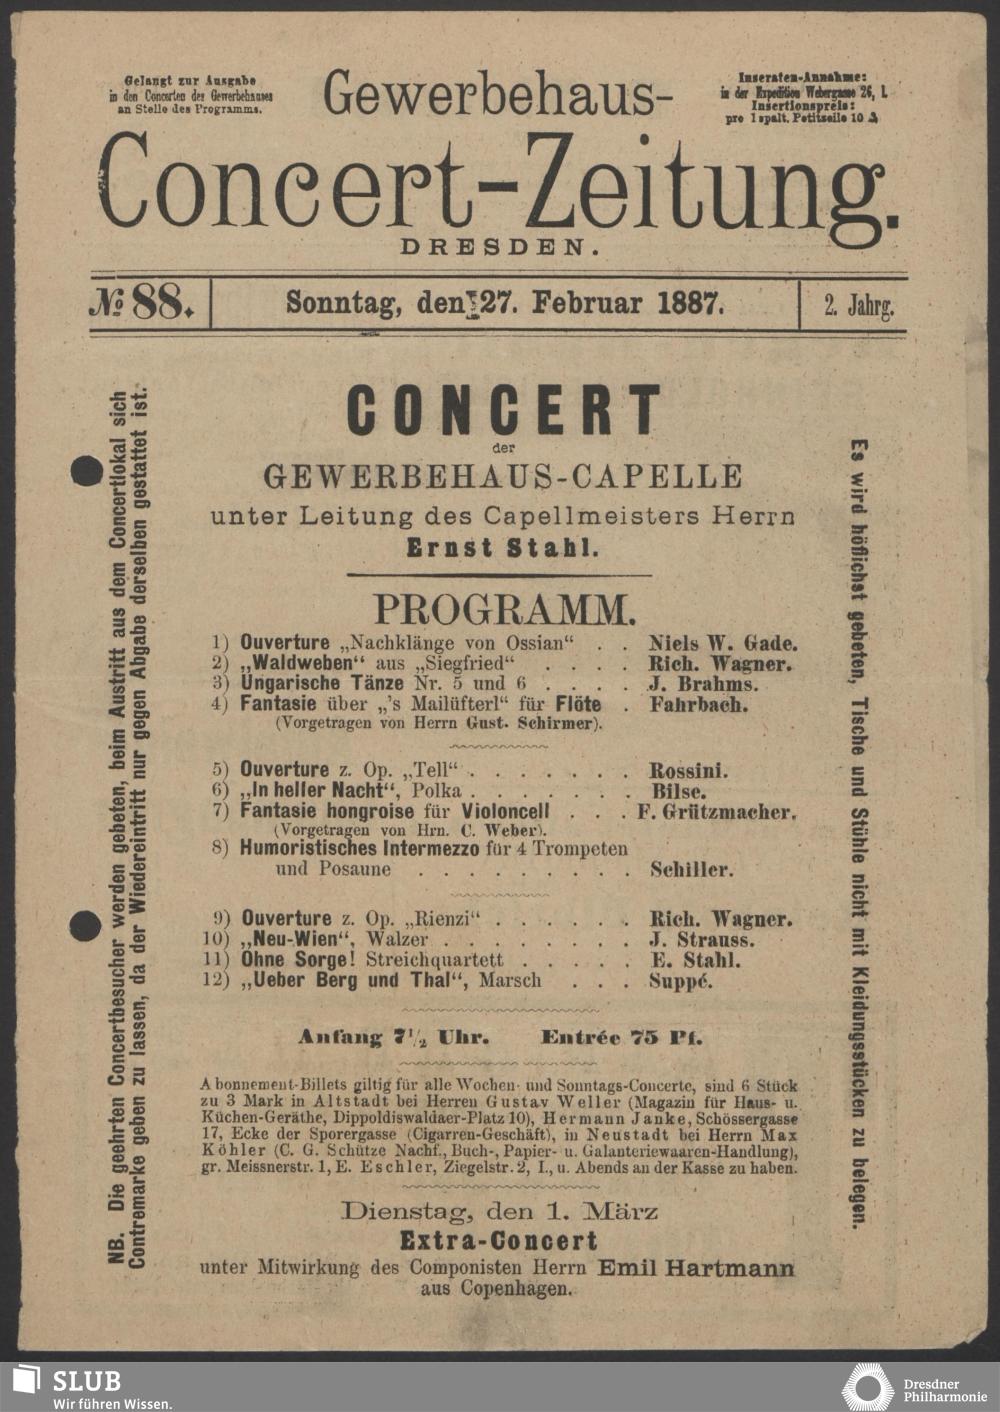 Gelangt zur Ausgabe
in den Concerten des Gewerbehauses
an Stelle des Programms.
Gewerbehaus-
Inseraten-Annahme:
in der Expedition Webergasse 26, I.
Insertionspreis:
pro 1 spalt. Petitzeile 10 ₰
Concert-Zeitung.
DRESDEN.
№ 88.
Sonntag, den 27. Februar 1887.
2. Jahrg.
NB. Die geehrten Concertbesucher werden gebeten, beim Austritt aus dem Concertlokal sich
Contremarke geben zu lassen, da der Wiedereintritt nur gegen Abgabe derselben gestattet ist.
CONCERT
der
GEWERBEHAUS-CAPELLE
unter Leitung des Capellmeisters Herrn
Ernst Stahl.
PROGRAMM.
1) Ouverture „Nachklänge von Ossian“ . . Niels W. Gade.
2) „Waldweben“ aus „Siegfried“ . . . . Rich. Wagner.
3) Ungarische Tänze Nr. 5 und 6 . . . . J. Brahms.
4) Fantasie über „'s Mailüfterl“ für Flöte . Fahrbach.
(Vorgetragen von Herrn Gust. Schirmer).
5) Ouverture z. Op. „Tell“ . . . . . . . Rossini.
6) „In heller Nacht“, Polka . . . . . . . Bilse.
7) Fantasie hongroise für Violoncell . . . F. Grützmacher.
(Vorgetragen von Hrn. C. Weber).
8) Humoristisches Intermezzo für 4 Trompeten
und Posaune . . . . . . . . . Schiller.
9) Ouverture z. Op. „Rienzi“ . . . . . . Rich. Wagner.
10) „Neu-Wien“, Walzer . . . . . . . . J. Strauss.
11) Ohne Sorge! Streichquartett . . . . . E. Stahl.
12) „Ueber Berg und Thal“, Marsch . . . Suppé.
Anfang 7½ Uhr. Entrée 75 Pf.
Abonnement-Billets giltig für alle Wochen- und Sonntags-Concerte, sind 6 Stück
zu 3 Mark in Altstadt bei Herren Gustav Weller (Magazin für Haus- u.
Küchen-Geräthe, Dippoldiswaldaer-Platz 10), Hermann Janke, Schössergasse
17, Ecke der Sporergasse (Cigarren-Geschäft), in Neustadt bei Herrn Max
Köhler (C. G. Schütze Nachf., Buch-, Papier- u. Galanteriewaaren-Handlung),
gr. Meissnerstr. 1, E. Eschler, Ziegelstr. 2, I., u. Abends an der Kasse zu haben.
Dienstag, den 1. März
Extra-Concert
unter Mitwirkung des Componisten Herrn Emil Hartmann
aus Copenhagen.
Es wird höflichst gebeten, Tische und Stühle nicht mit Kleidungsstücken zu belegen.
SLUB
Wir führen Wissen.
Dresdner
Philharmonie